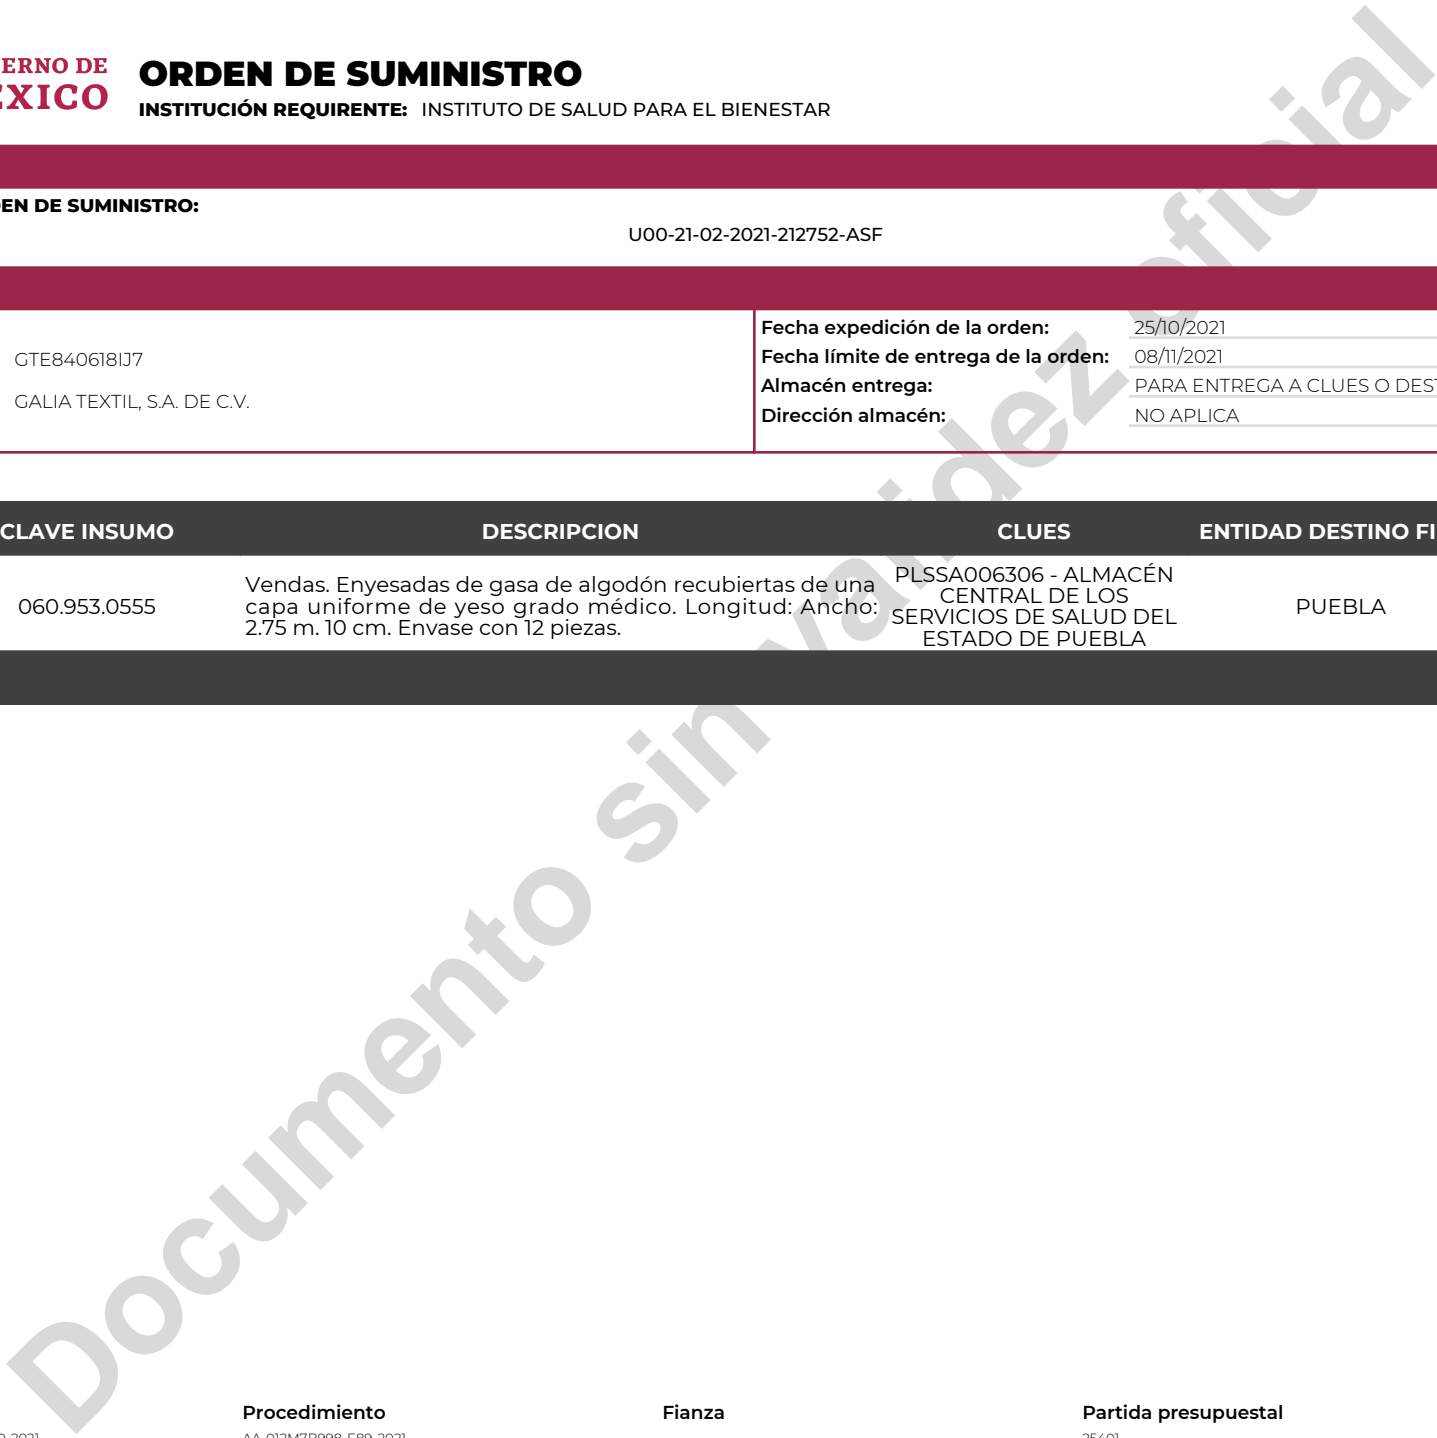 ERNO DE
EXICO
ORDEN DE SUMINISTRO
INSTITUCIÓN REQUIRENTE: INSTITUTO DE SALUD PARA EL BIENESTAR
EN DE SUMINISTRO:
U00-21-02-2021-212752-ASF
GTE840618IJ7
GALIA TEXTIL, S.A. DE C.V.
Fecha expedición de la orden: 25/10/2021
Fecha límite de entrega de la orden: 08/11/2021
Almacén entrega: PARA ENTREGA A CLUES O DEST
Dirección almacén: NO APLICA
CLAVE INSUMO DESCRIPCION CLUES ENTIDAD DESTINO FI
060.953.0555
Vendas. Enyesadas de gasa de algodón recubiertas de una
capa uniforme de yeso grado médico. Longitud: Ancho:
2.75 m. 10 cm. Envase con 12 piezas.
PLSSA006306 - ALMACÉN
CENTRAL DE LOS
SERVICIOS DE SALUD DEL
ESTADO DE PUEBLA
PUEBLA
Documento sin validez oficial
Procedimiento Fianza Partida presupuestal